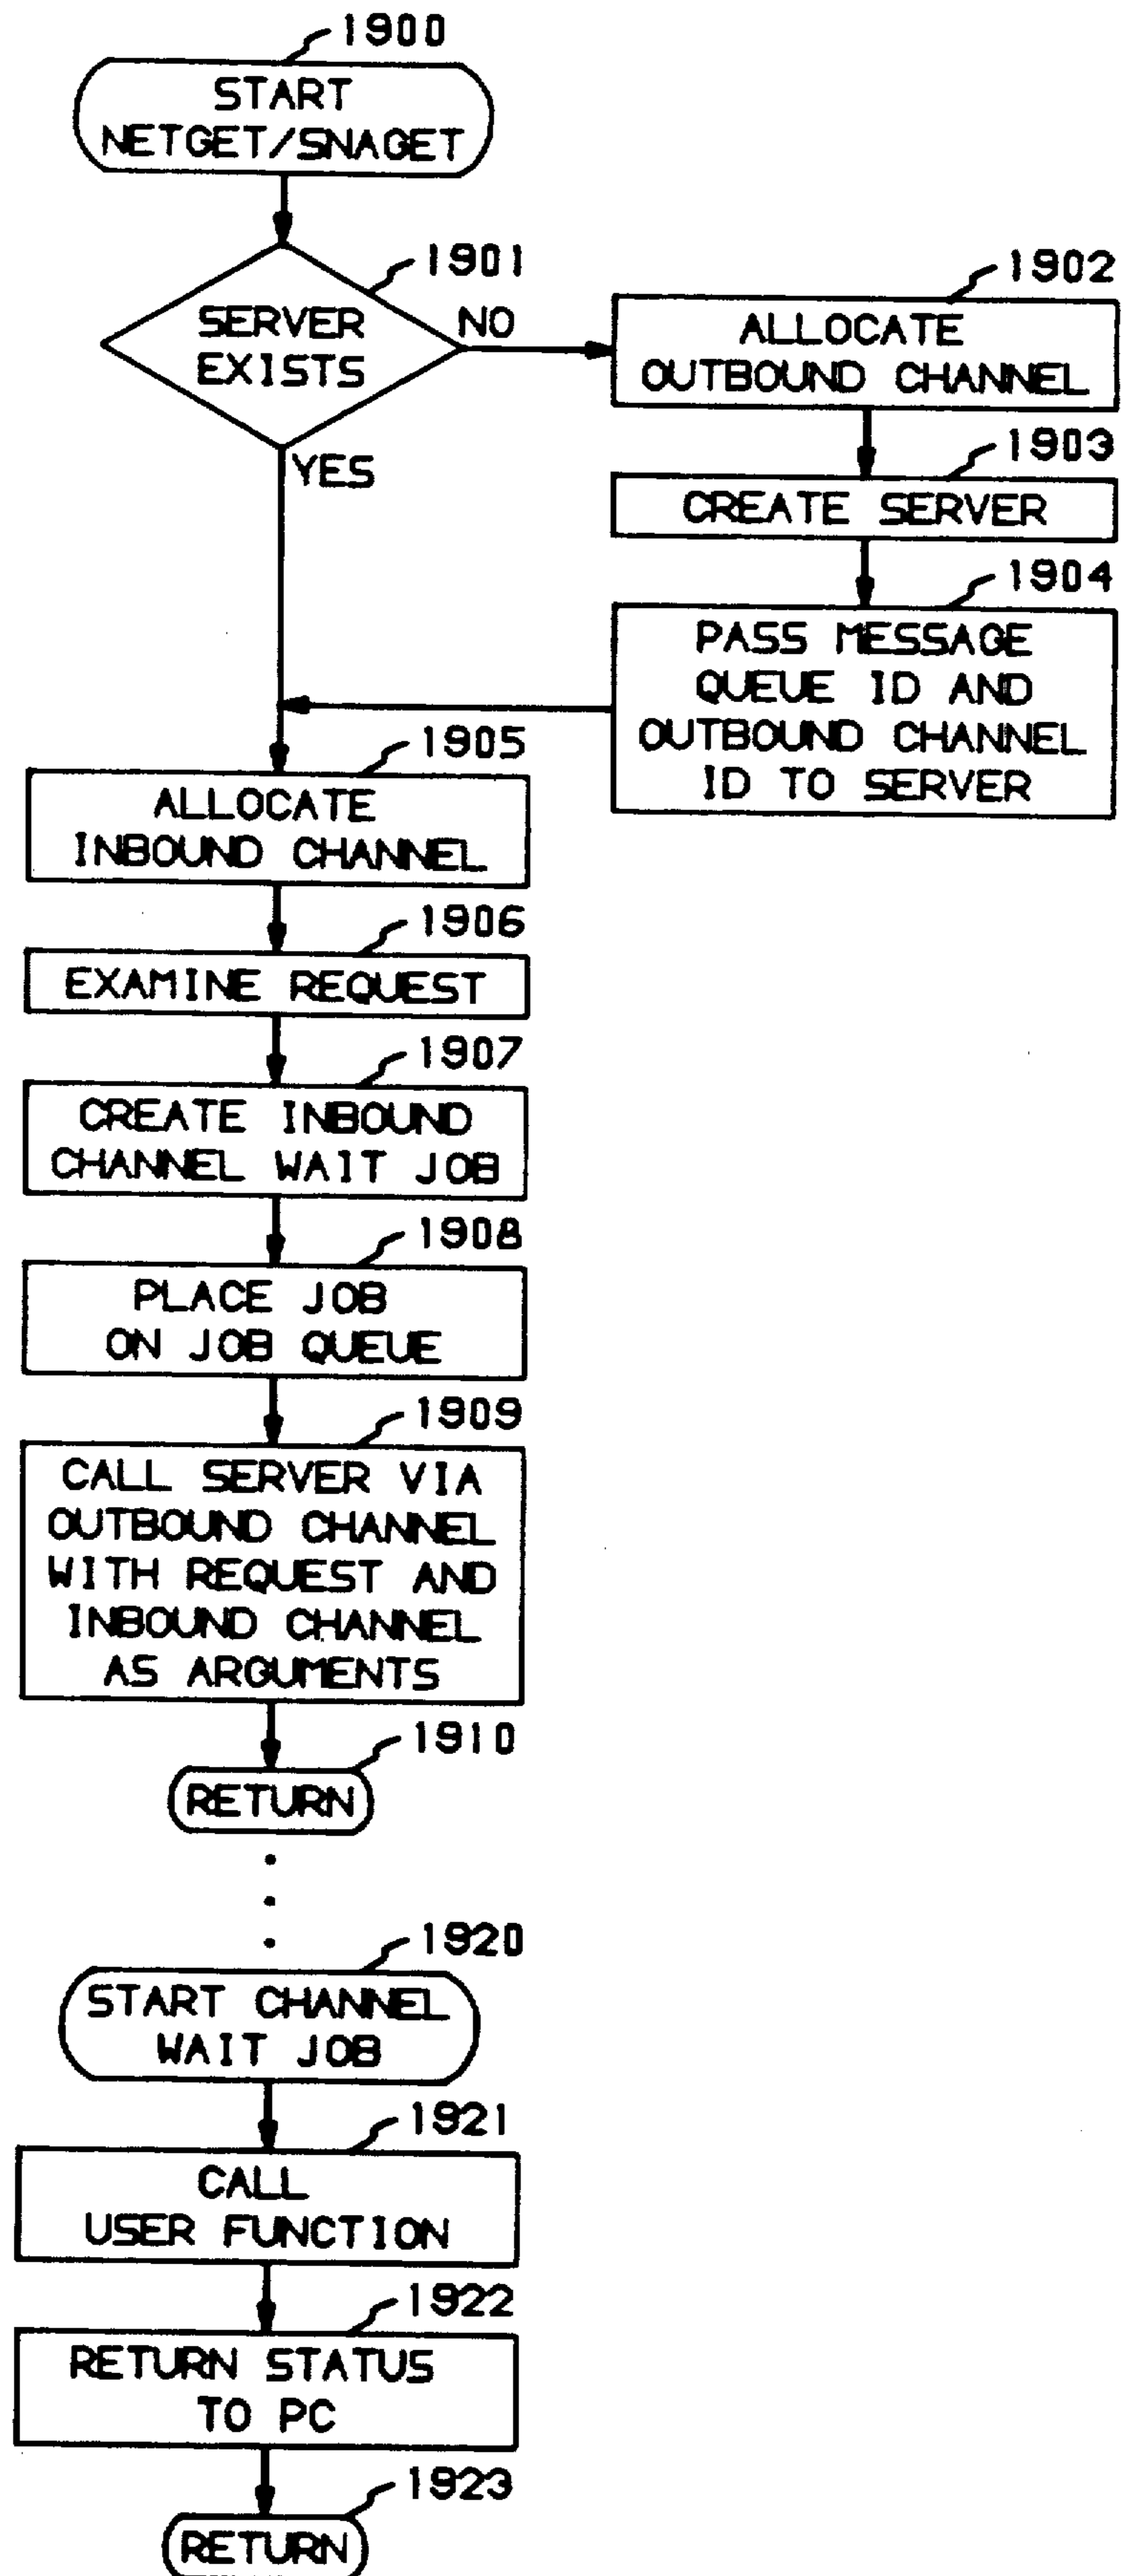 1900
START
NETGET/SNAGET
1901
SERVER
EXISTS
NO
YES
1902
ALLOCATE
OUTBOUND CHANNEL
1903
CREATE SERVER
1904
PASS MESSAGE
QUEUE ID AND
OUTBOUND CHANNEL
ID TO SERVER
1905
ALLOCATE
INBOUND CHANNEL
1906
EXAMINE REQUEST
1907
CREATE INBOUND
CHANNEL WAIT JOB
1908
PLACE JOB
ON JOB QUEUE
1909
CALL SERVER VIA
OUTBOUND CHANNEL
WITH REQUEST AND
INBOUND CHANNEL
AS ARGUMENTS
1910
RETURN
1920
START CHANNEL
WAIT JOB
1921
CALL
USER FUNCTION
1922
RETURN STATUS
TO PC
1923
RETURN